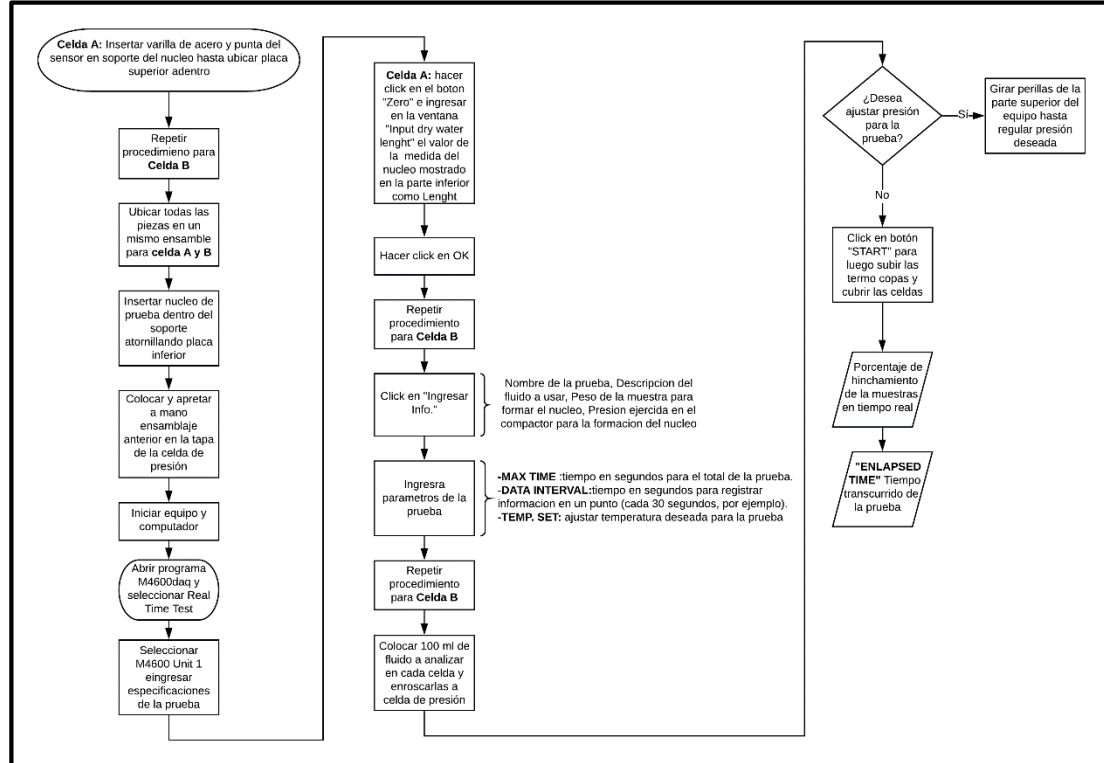 Celda A: Insertar varilla de acero y punta del
sensor en soporte del nucleo hasta ubicar placa
superior adentro
Repetir
procedimieno para
Celda B
Ubicar todas las
piezas en un
mismo ensamble
para celda A y B
Insertar nucleo de
prueba dentro del
soporte
atornillando placa
inferior
Colocar y apretar a
mano
ensamblaje
anterior en la tapa
de la celda de
presión
Iniciar equipo y
computador
Abrir programa
M4600daq y
seleccionar Real
Time Test
Seleccionar
M4600 Unit 1
eingresar
especificaciones
de la prueba
Celda A: hacer
click en el boton
"Zero" e ingresar
en la ventana
"Input dry water
lenght" el valor de
la medida del
nucleo mostrado
en la parte inferior
como Lenght
Hacer click en OK
Repetir
procedimiento
para Celda B
Click en "Ingresar
Info."
Nombre de la prueba, Descripcion del
fluido a usar, Peso de la muestra para
formar el nucleo, Presion ejercida en el
compactor para la formacion del nucleo
Ingresra
parametros de la
prueba
-MAX TIME :tiempo en segundos para el total de la prueba.
-DATA INTERVAL:tiempo en segundos para registrar
informacion en un punto (cada 30 segundos, por ejemplo).
-TEMP. SET: ajustar temperatura deseada para la prueba
Repetir
procedimiento
para Celda B
Colocar 100 ml de
fluido a analizar
en cada celda y
enroscarlas a
celda de presión
¿Desea
ajustar presión
para la
prueba?
Sí
Girar perillas de la
parte superior del
equipo hasta
regular presión
deseada
No
Click en botón
"START" para
luego subir las
termo copas y
cubrir las celdas
Porcentaje de
hinchamiento
de la muestras
en tiempo real
"ENLAPSED
TIME" Tiempo
transcurrido de
la prueba